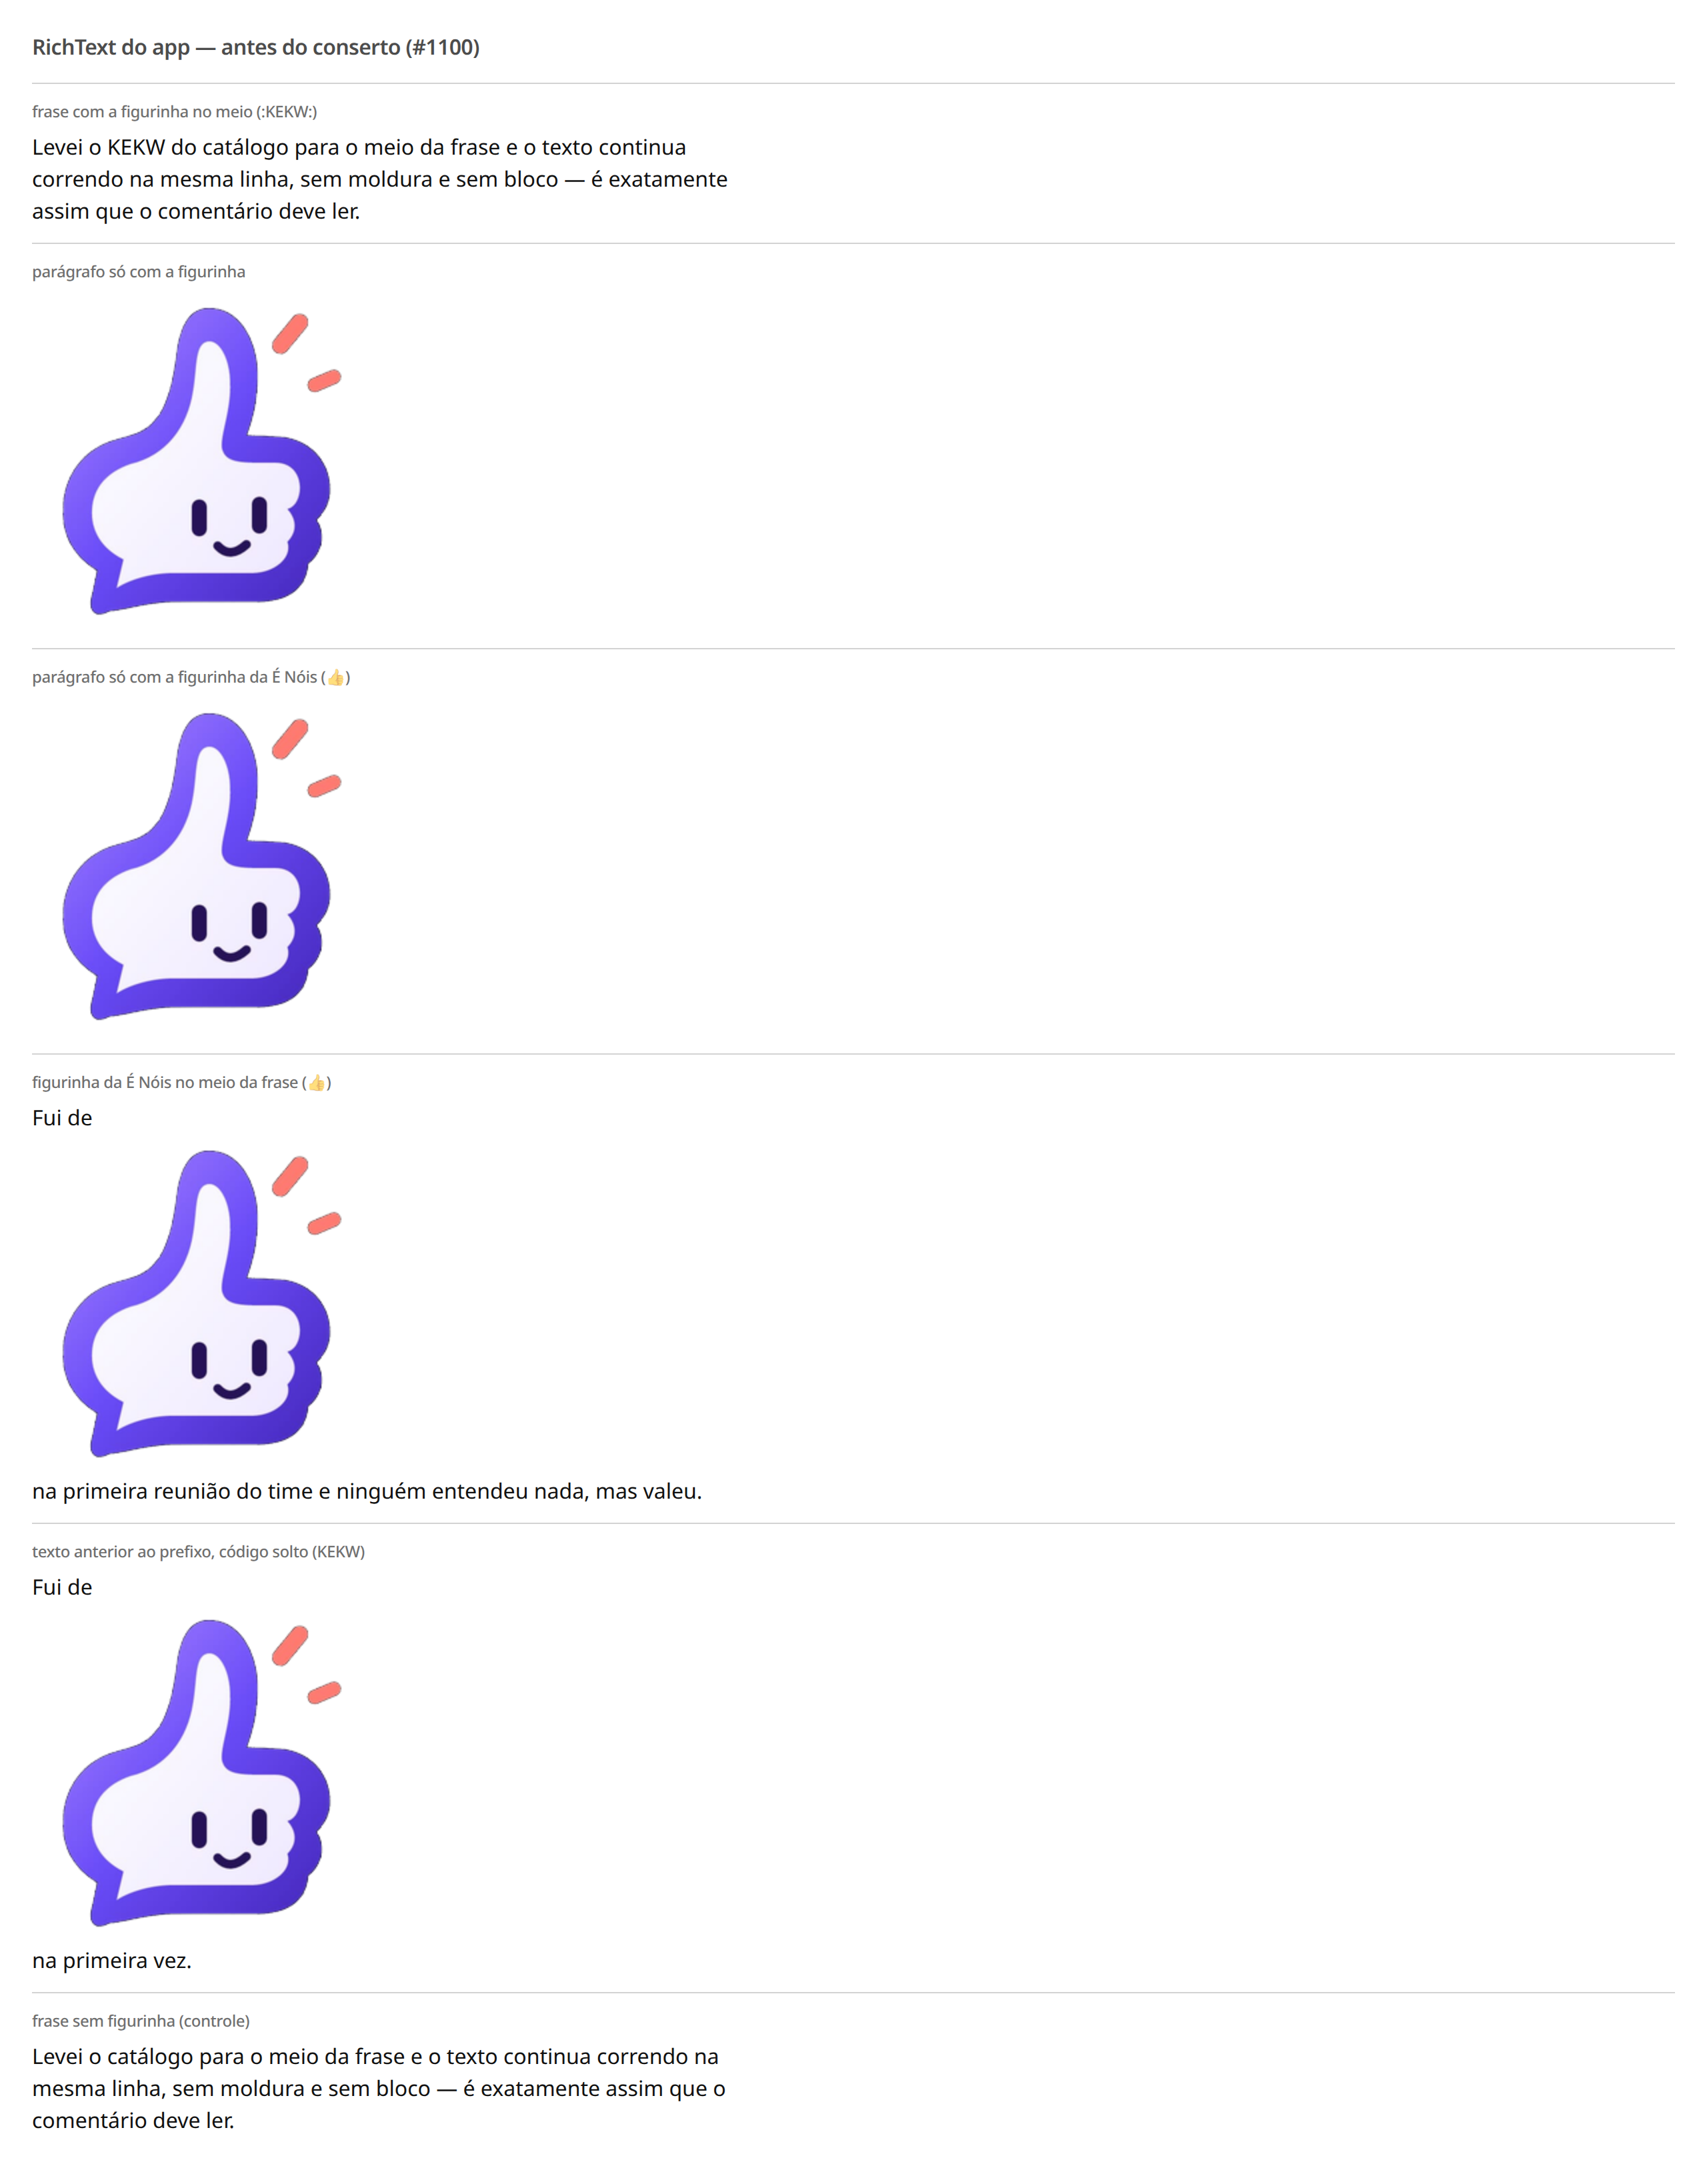 RichText do app — antes do conserto (#1100)
frase com a figurinha no meio (:KEKW:)
Levei o KEKW do catálogo para o meio da frase e o texto continua
correndo na mesma linha, sem moldura e sem bloco — é exatamente
assim que o comentário deve ler.
parágrafo só com a figurinha
parágrafo só com a figurinha da É Nóis (👍)
figurinha da É Nóis no meio da frase (👍)
Fui de
na primeira reunião do time e ninguém entendeu nada, mas valeu.
texto anterior ao prefixo, código solto (KEKW)
Fui de
na primeira vez.
frase sem figurinha (controle)
Levei o catálogo para o meio da frase e o texto continua correndo na
mesma linha, sem moldura e sem bloco — é exatamente assim que o
comentário deve ler.